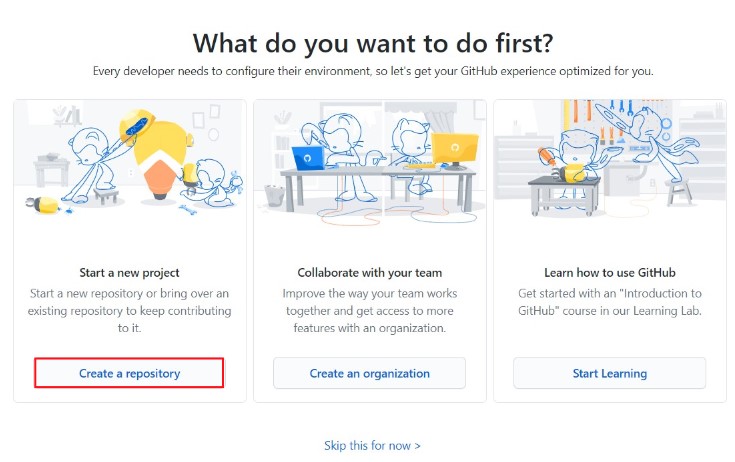 What do you want to do first?
Every developer needs to configure their environment, so let's get your GitHub experience optimized for you.
Start a new project
Start a new repository or bring over an
existing repository to keep contributing
to it.
Create a repository
Collaborate with your team
Improve the way your team works
together and get access to more
features with an organization.
Create an organization
Learn how to use GitHub
Get started with an "Introduction to
GitHub" course in our Learning Lab.
Start Learning
Skip this for now >